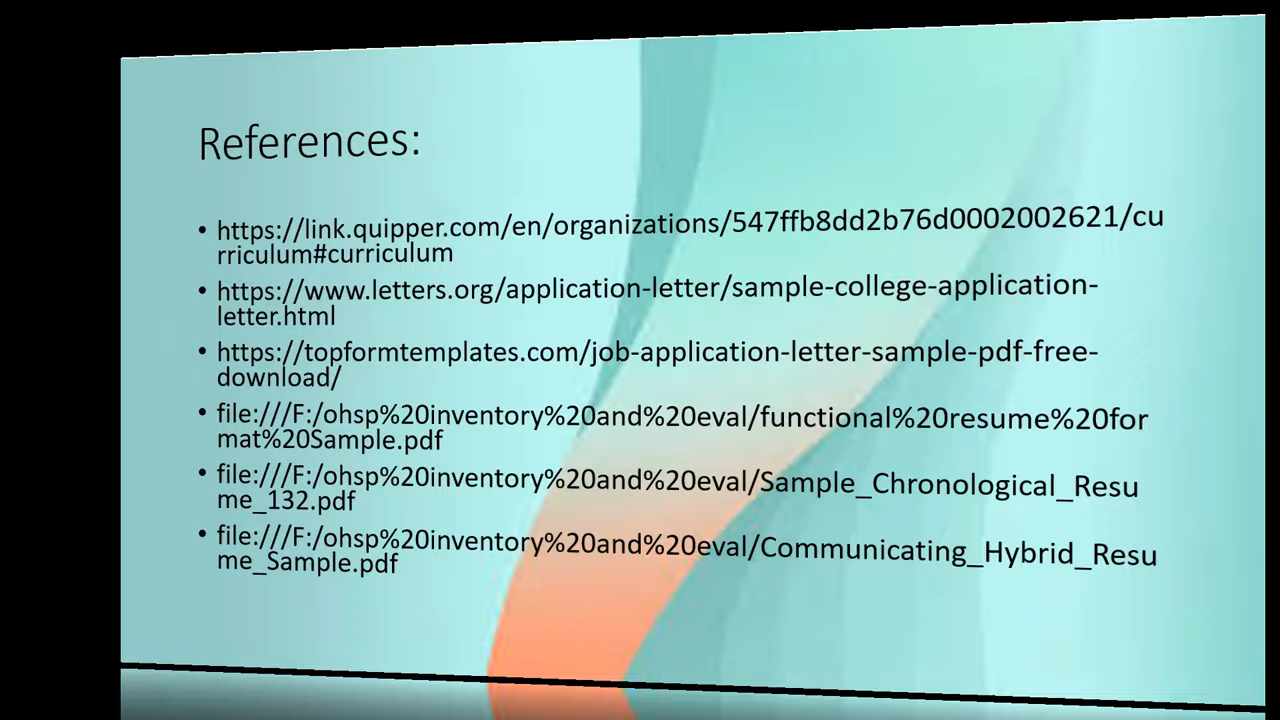 References:
• https://link.quipper.com/en/organizations/547ffb8dd2b76d0002002621/cu
rriculum#curriculum
• https://www.letters.org/application-letter/sample-college-application-
letter.html
• https://topformtemplates.com/job-application-letter-sample-pdf-free-
download/
• file:///F:/ohsp%20inventory%20and%20eval/functional%20resume%20for
mat%20Sample.pdf
• file:///F:/ohsp%20inventory%20and%20eval/Sample_Chronological_Resu
me_132.pdf
• file:///F:/ohsp%20inventory%20and%20eval/Communicating_Hybrid_Resu
me_Sample.pdf